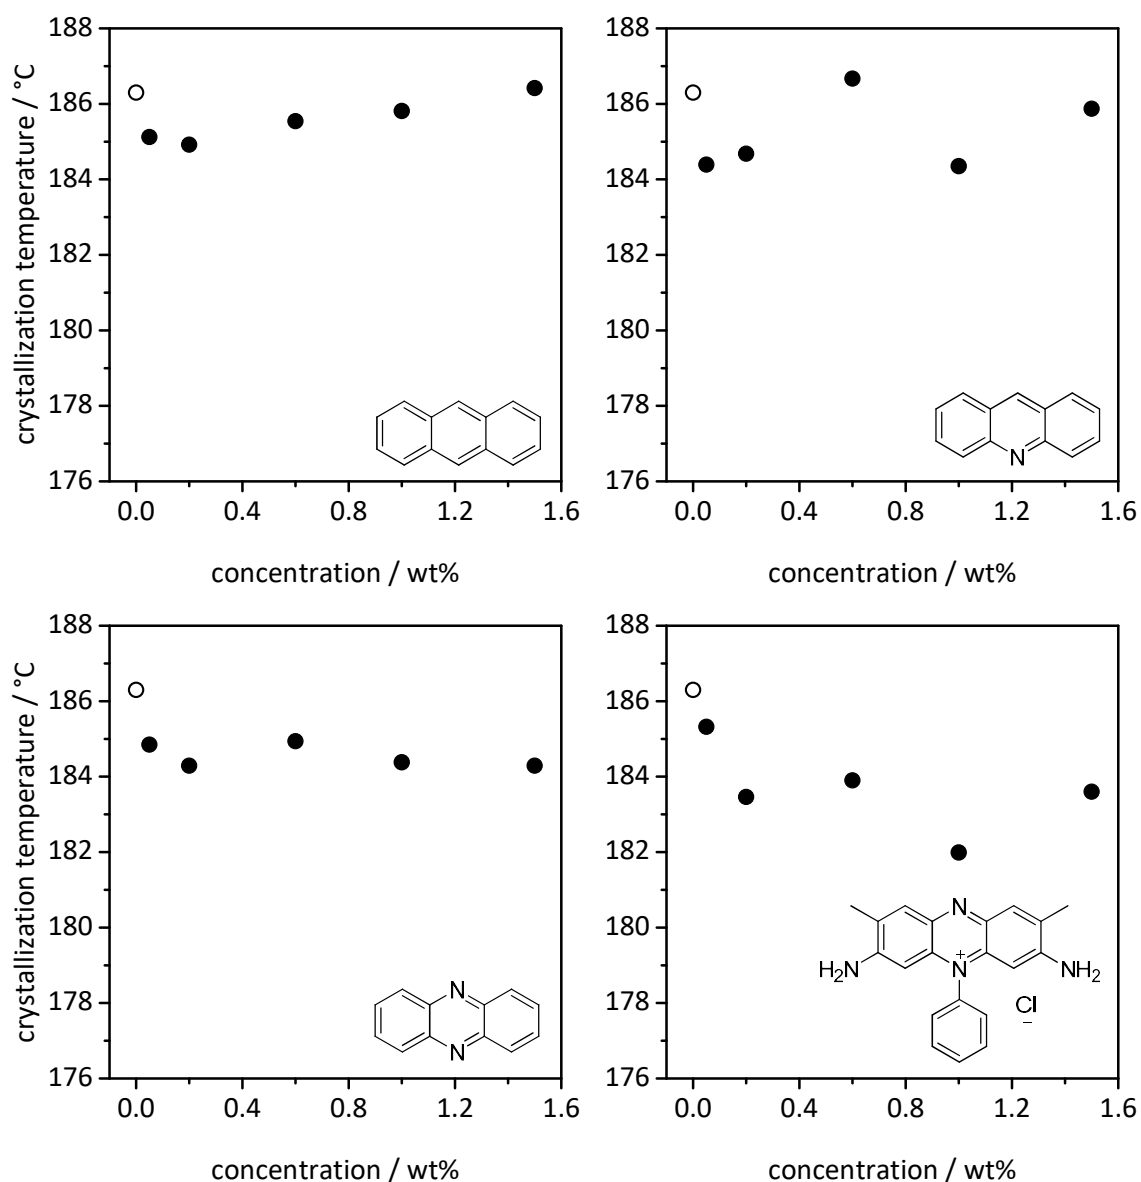 188
186
184
182
180
178
176
crystallization temperature / °C
0.0 0.4 0.8 1.2 1.6
concentration / wt%
188
186
184
182
180
178
176
N
0.0 0.4 0.8 1.2 1.6
concentration / wt%
188
186
184
182
180
178
176
crystallization temperature / °C
N
N
0.0 0.4 0.8 1.2 1.6
concentration / wt%
188
186
184
182
180
178
176
N
H2N
N
+
NH2
Cl
–
0.0 0.4 0.8 1.2 1.6
concentration / wt%